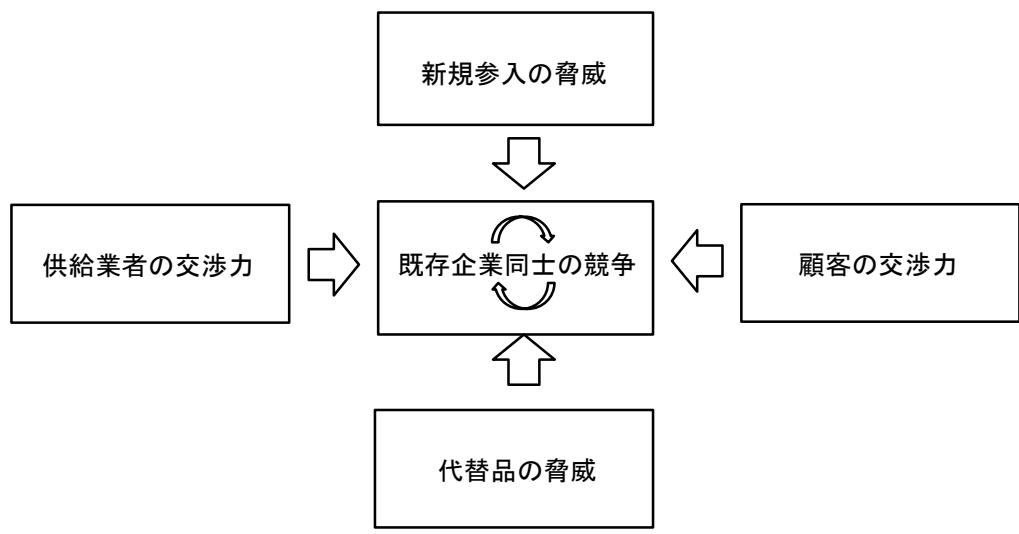 新規参入の脅威
供給業者の交渉力
既存企業同士の競争
顧客の交渉力
代替品の脅威